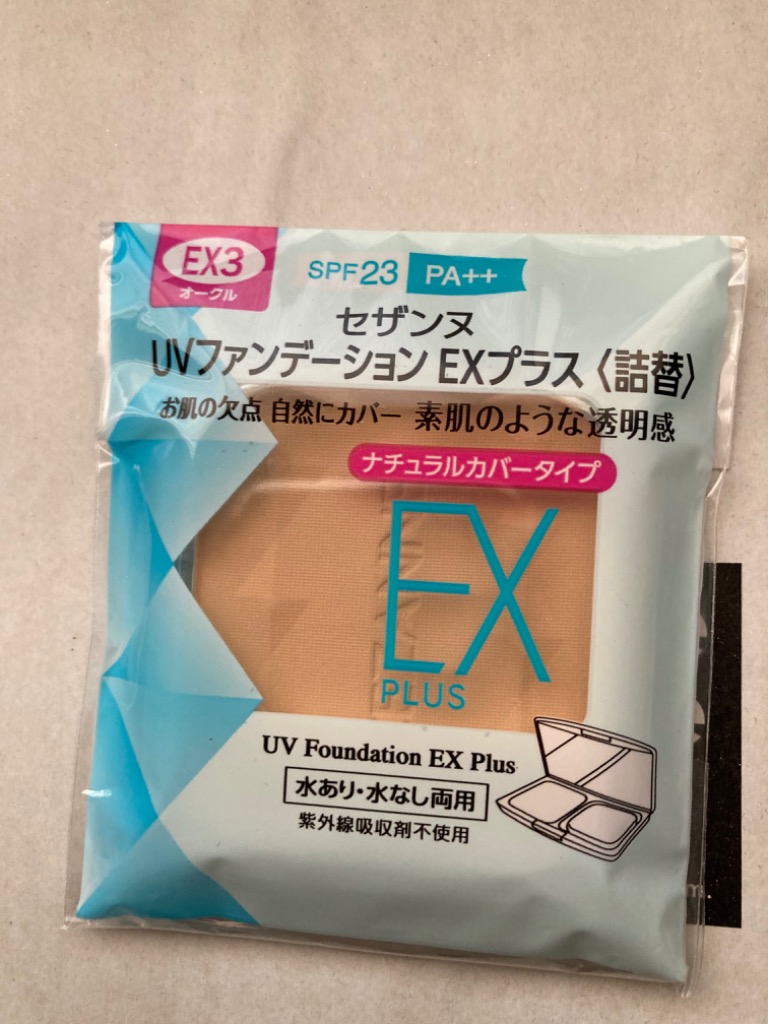 EX3
オークル
SPF23 PA++
セザンヌ
UVファンデーション EXプラス〈詰替〉
お肌の欠点 自然にカバー 素肌のような透明感
ナチュラルカバータイプ
EX
PLUS
UV Foundation EX Plus
水あり・水なし両用
紫外線吸収剤不使用